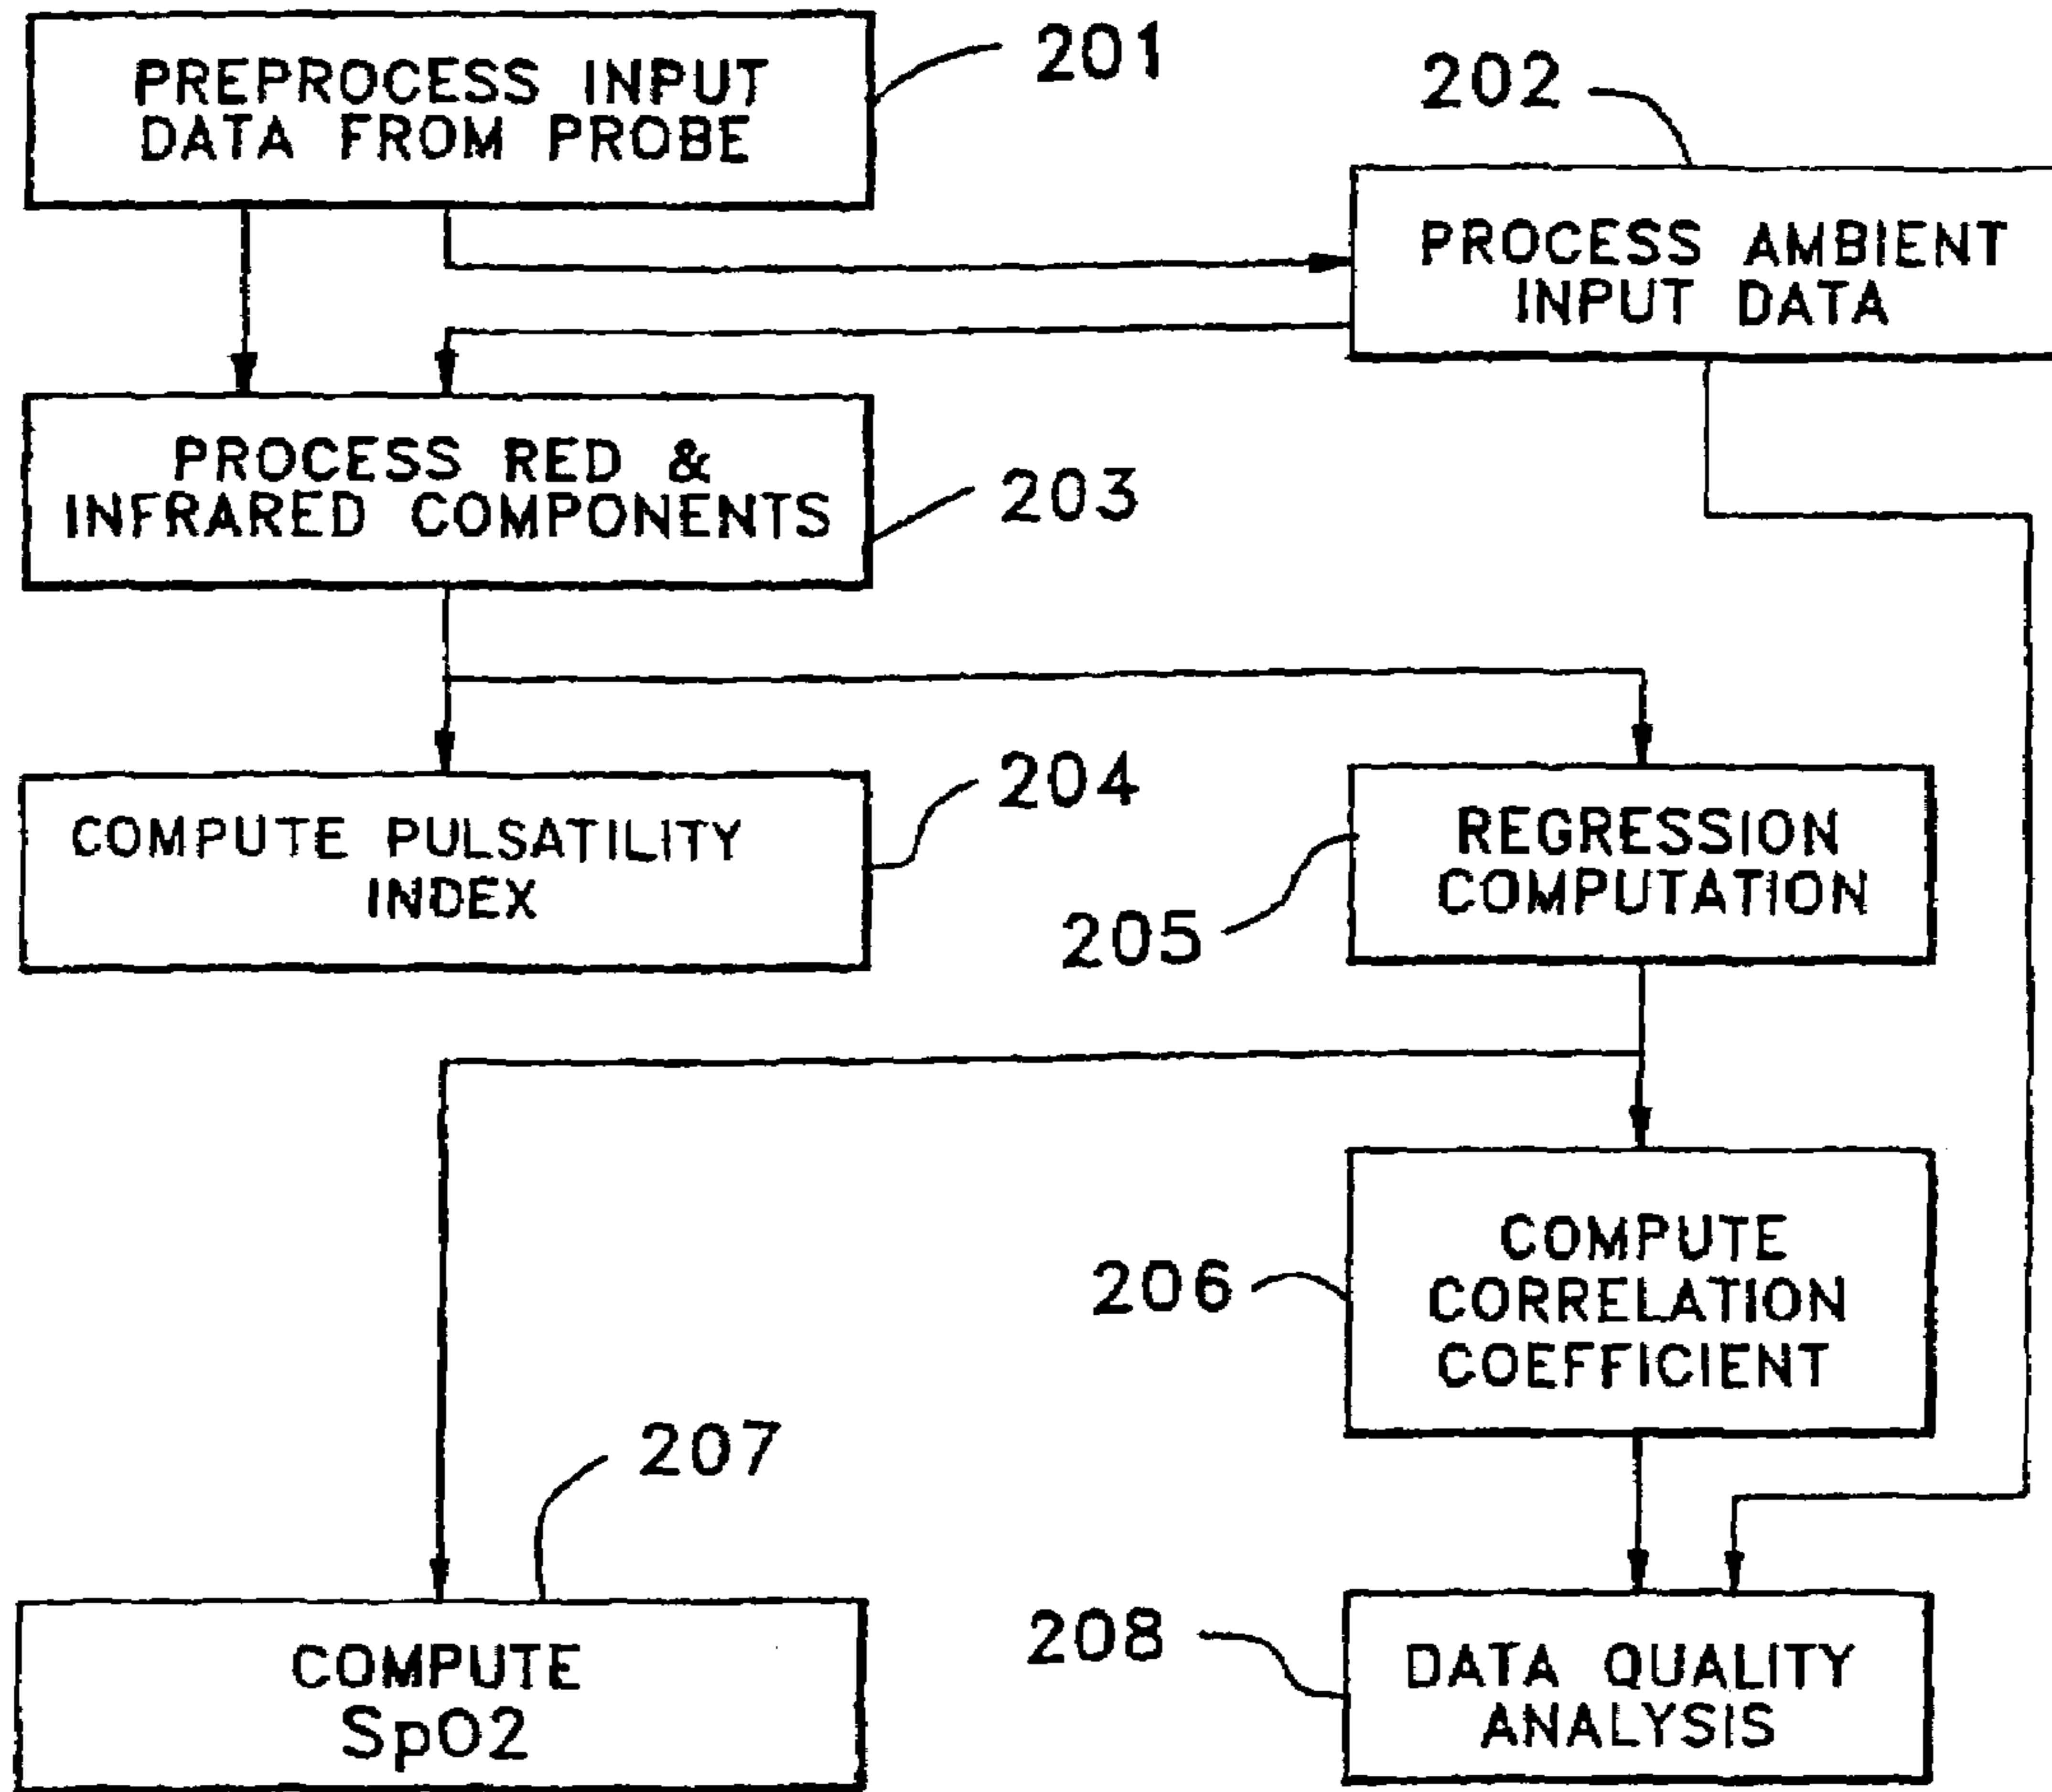 PREPROCESS INPUT
DATA FROM PROBE
201
202
PROCESS AMBIENT
INPUT DATA
PROCESS RED &
INFRARED COMPONENTS
203
COMPUTE PULSATILITY
INDEX
204
REGRESSION
COMPUTATION
205
COMPUTE
CORRELATION
COEFFICIENT
206
207
COMPUTE
SpO2
208
DATA QUALITY
ANALYSIS